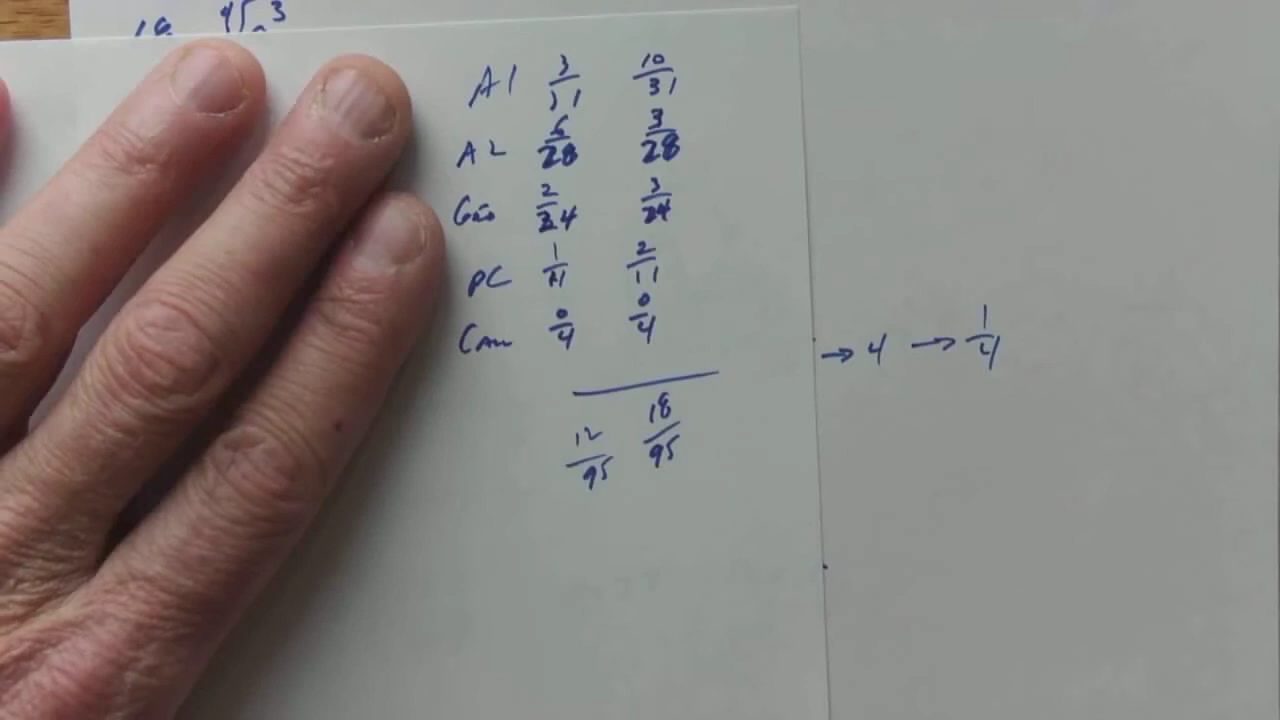 A1 3/31 10/31
A2 6/28 3/28
Geo 2/24 3/24
PC 1/11 2/11
0/4 0/4
12/95 18/95
→ 4 → 1/4